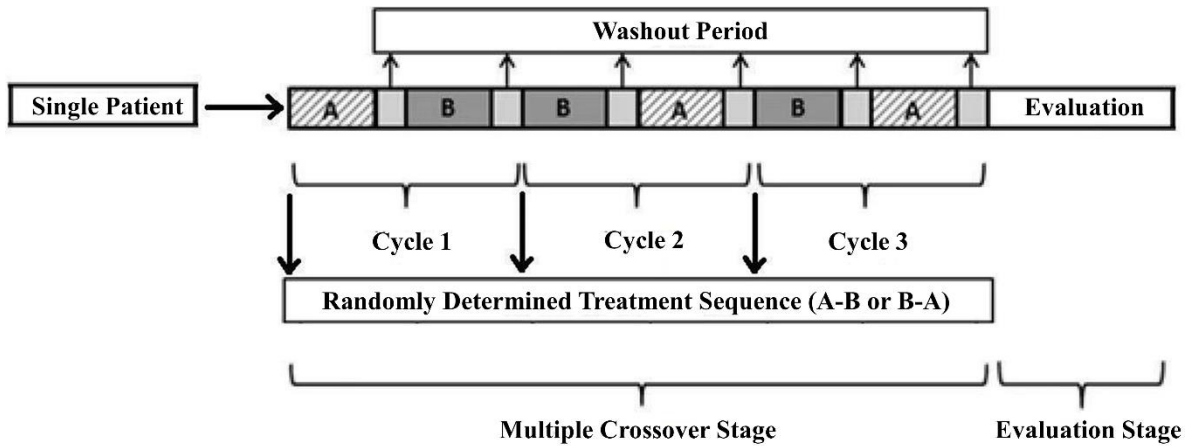 Washout Period
Single Patient
A B B A B A Evaluation
Cycle 1 Cycle 2 Cycle 3
Randomly Determined Treatment Sequence (A-B or B-A)
Multiple Crossover Stage Evaluation Stage